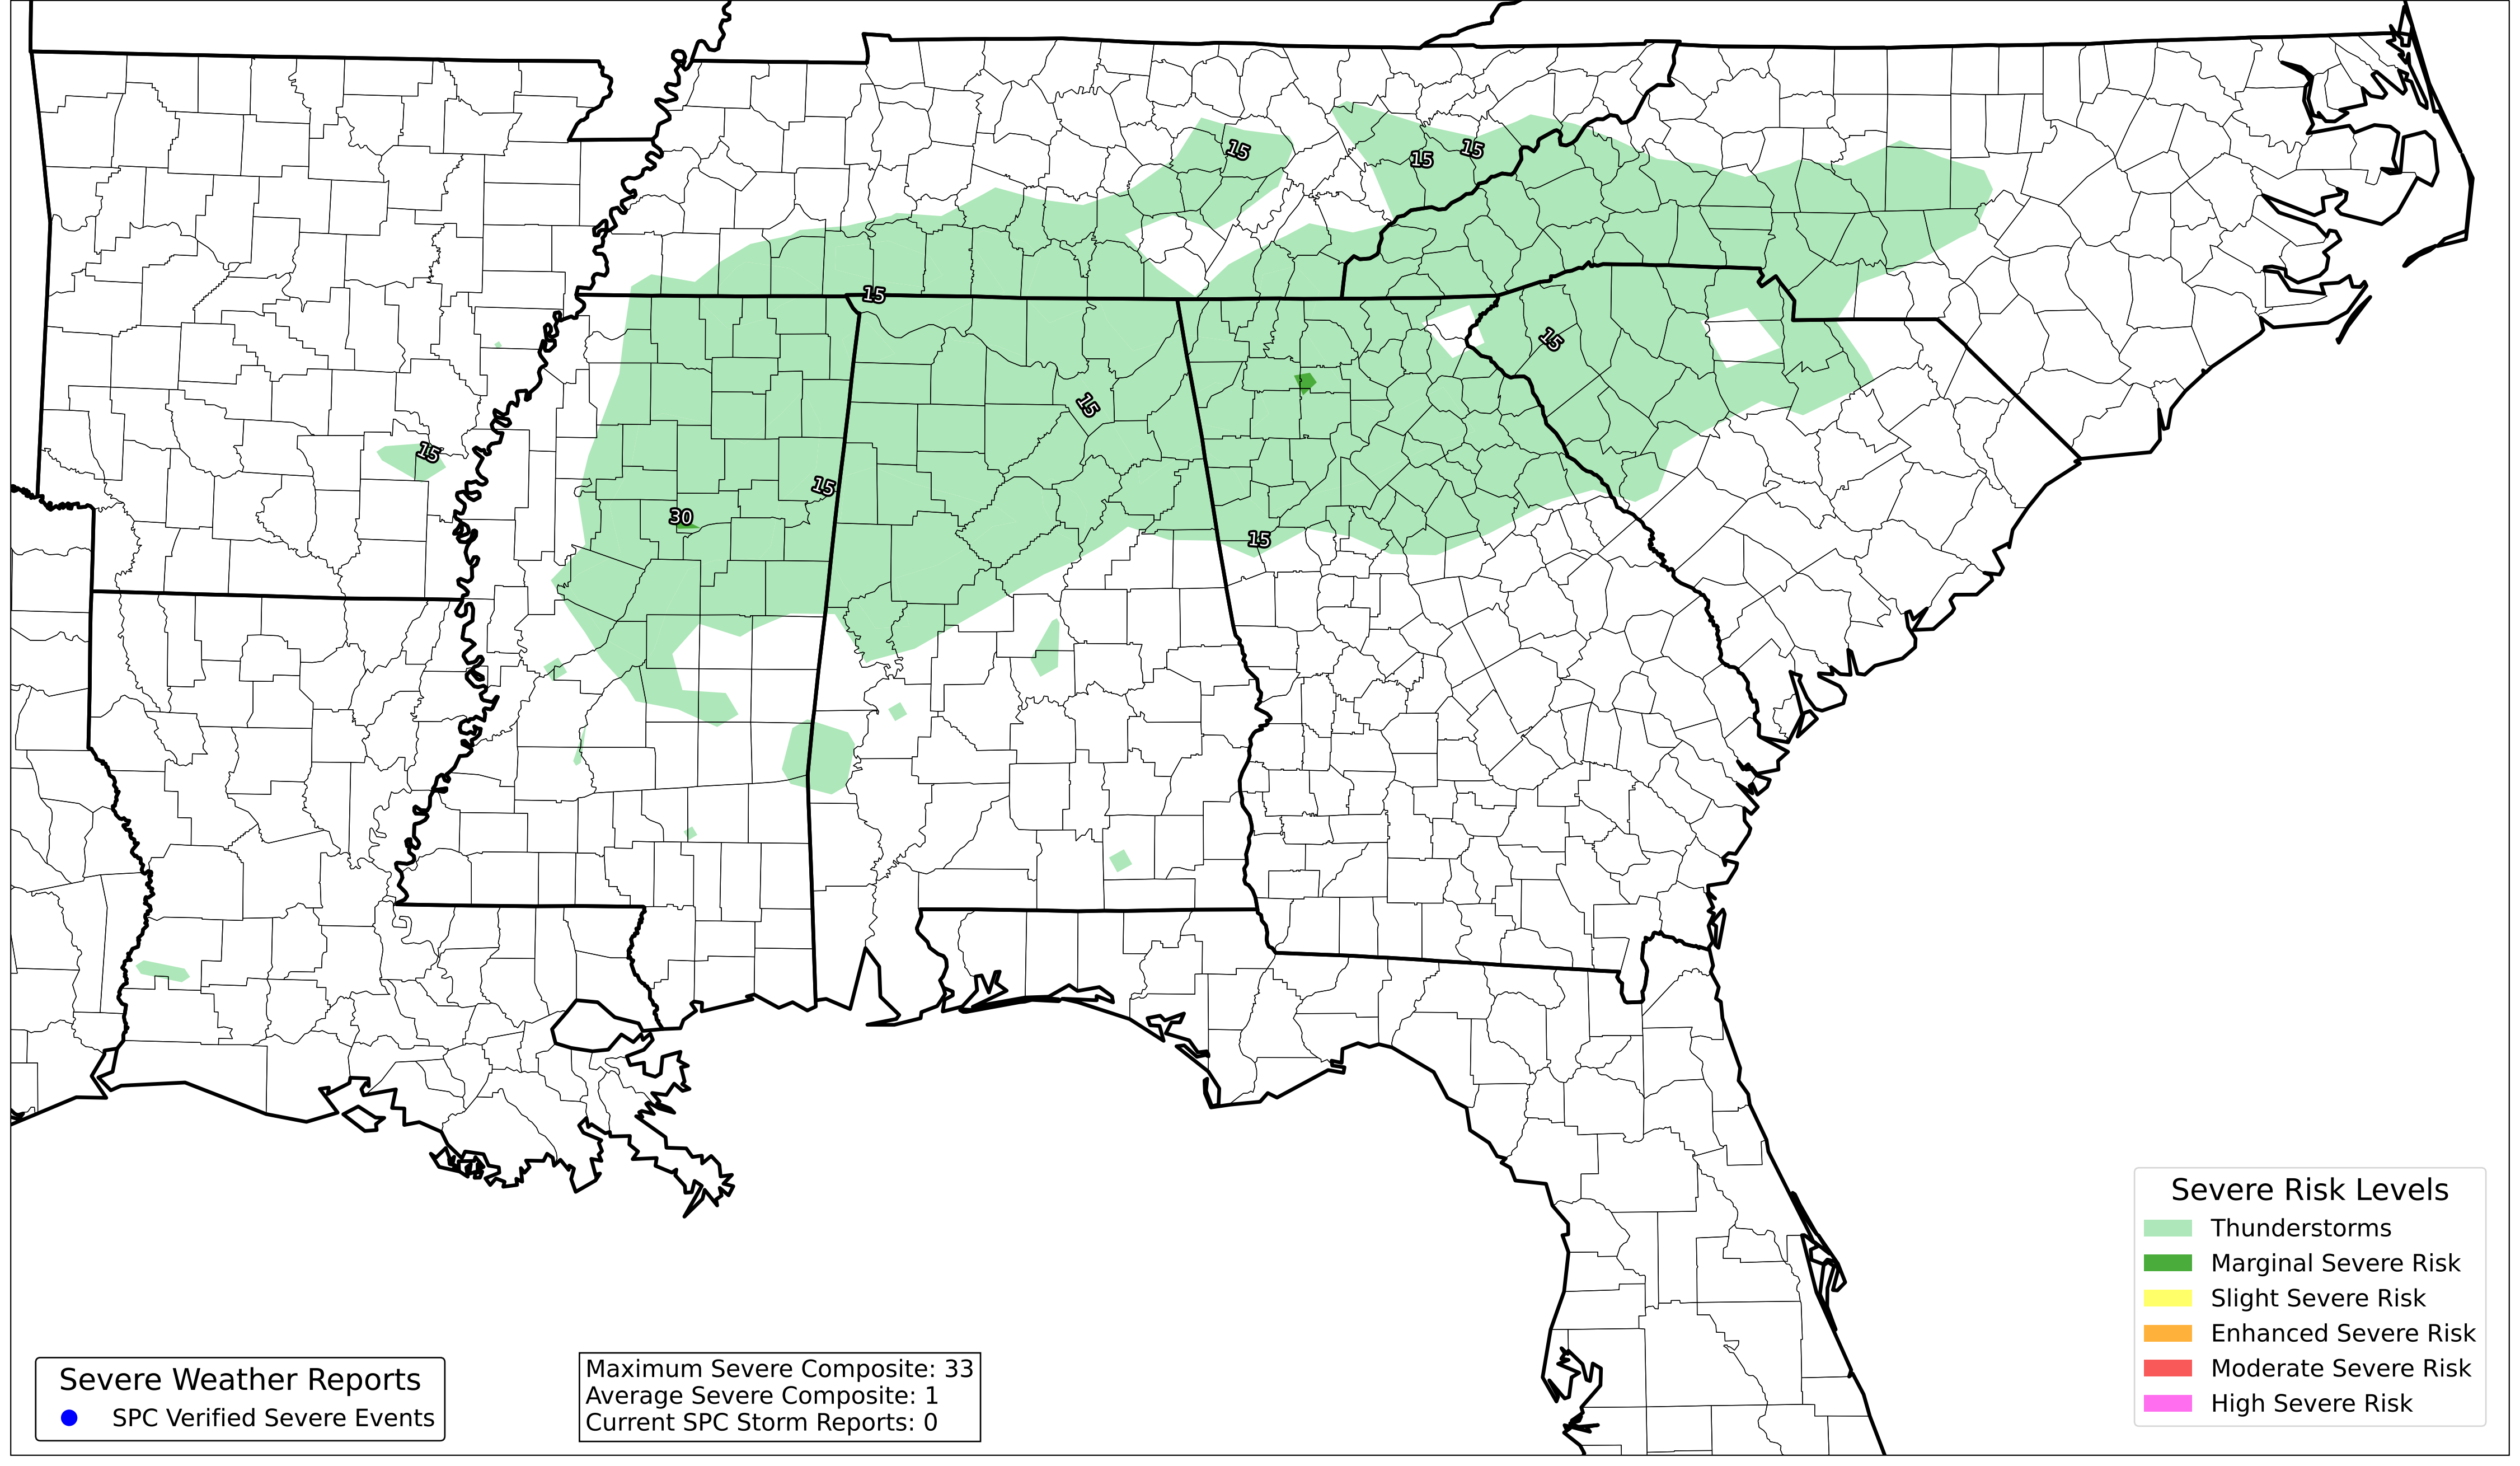 15
15
15
15
15
15
15
15
30
15
Severe Risk Levels
Thunderstorms
Marginal Severe Risk
Slight Severe Risk
Enhanced Severe Risk
Moderate Severe Risk
High Severe Risk
Severe Weather Reports
SPC Verified Severe Events
Maximum Severe Composite: 33
Average Severe Composite: 1
Current SPC Storm Reports: 0